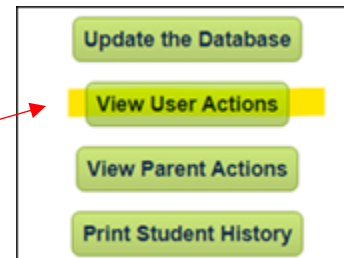 Update the Database
View User Actions
View Parent Actions
Print Student History